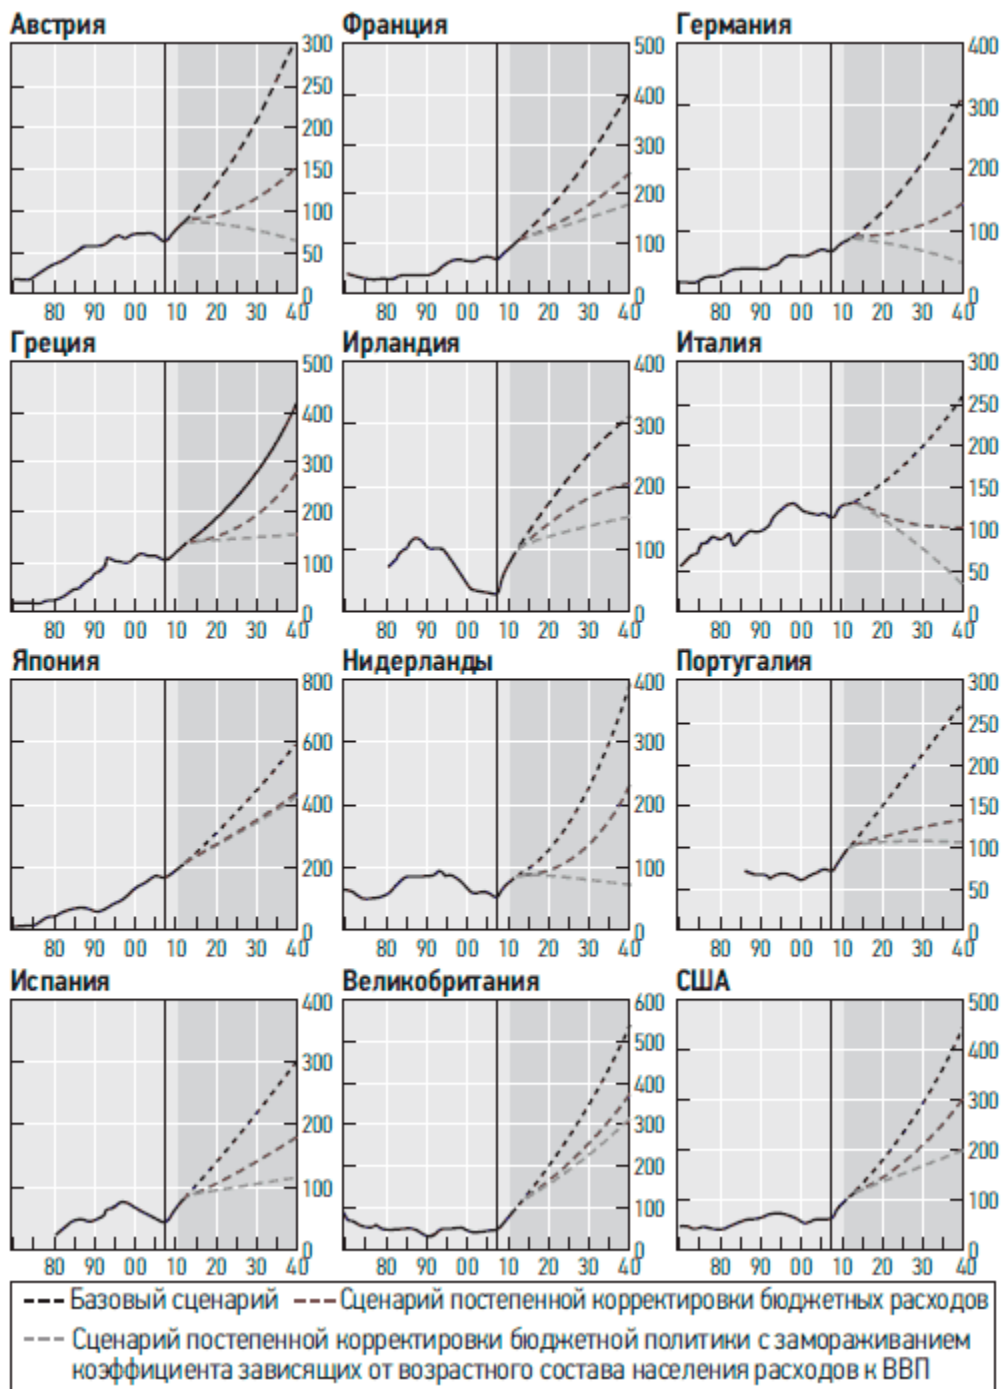 Австрия Франция Германия
300 500 400
250
400
200 300
300
150 200
200
100
100
50 100
0 0 0
80 90 00 10 20 30 40 80 90 00 10 20 30 40 80 90 00 10 20 30 40
Греция Ирландия Италия
500 400 300
400 250
300
300 200
200 150
200
100
100 100
50
0 0 0
80 90 00 10 20 30 40 80 90 00 10 20 30 40 80 90 00 10 20 30 40
Япония Нидерланды Португалия
800 400 300
250
600 300
200
400 200 150
100
200 100
50
0 0 0
80 90 00 10 20 30 40 80 90 00 10 20 30 40 80 90 00 10 20 30 40
Испания Великобритания США
400 600 500
500 400
300
400
300
200 300
200
200
100
100 100
0 0 0
80 90 00 10 20 30 40 80 90 00 10 20 30 40 80 90 00 10 20 30 40
Базовый сценарий Сценарий постепенной корректировки бюджетных расходов
Сценарий постепенной корректировки бюджетной политики с замораживанием
коэффициента зависящих от возрастного состава населения расходов к ВВП